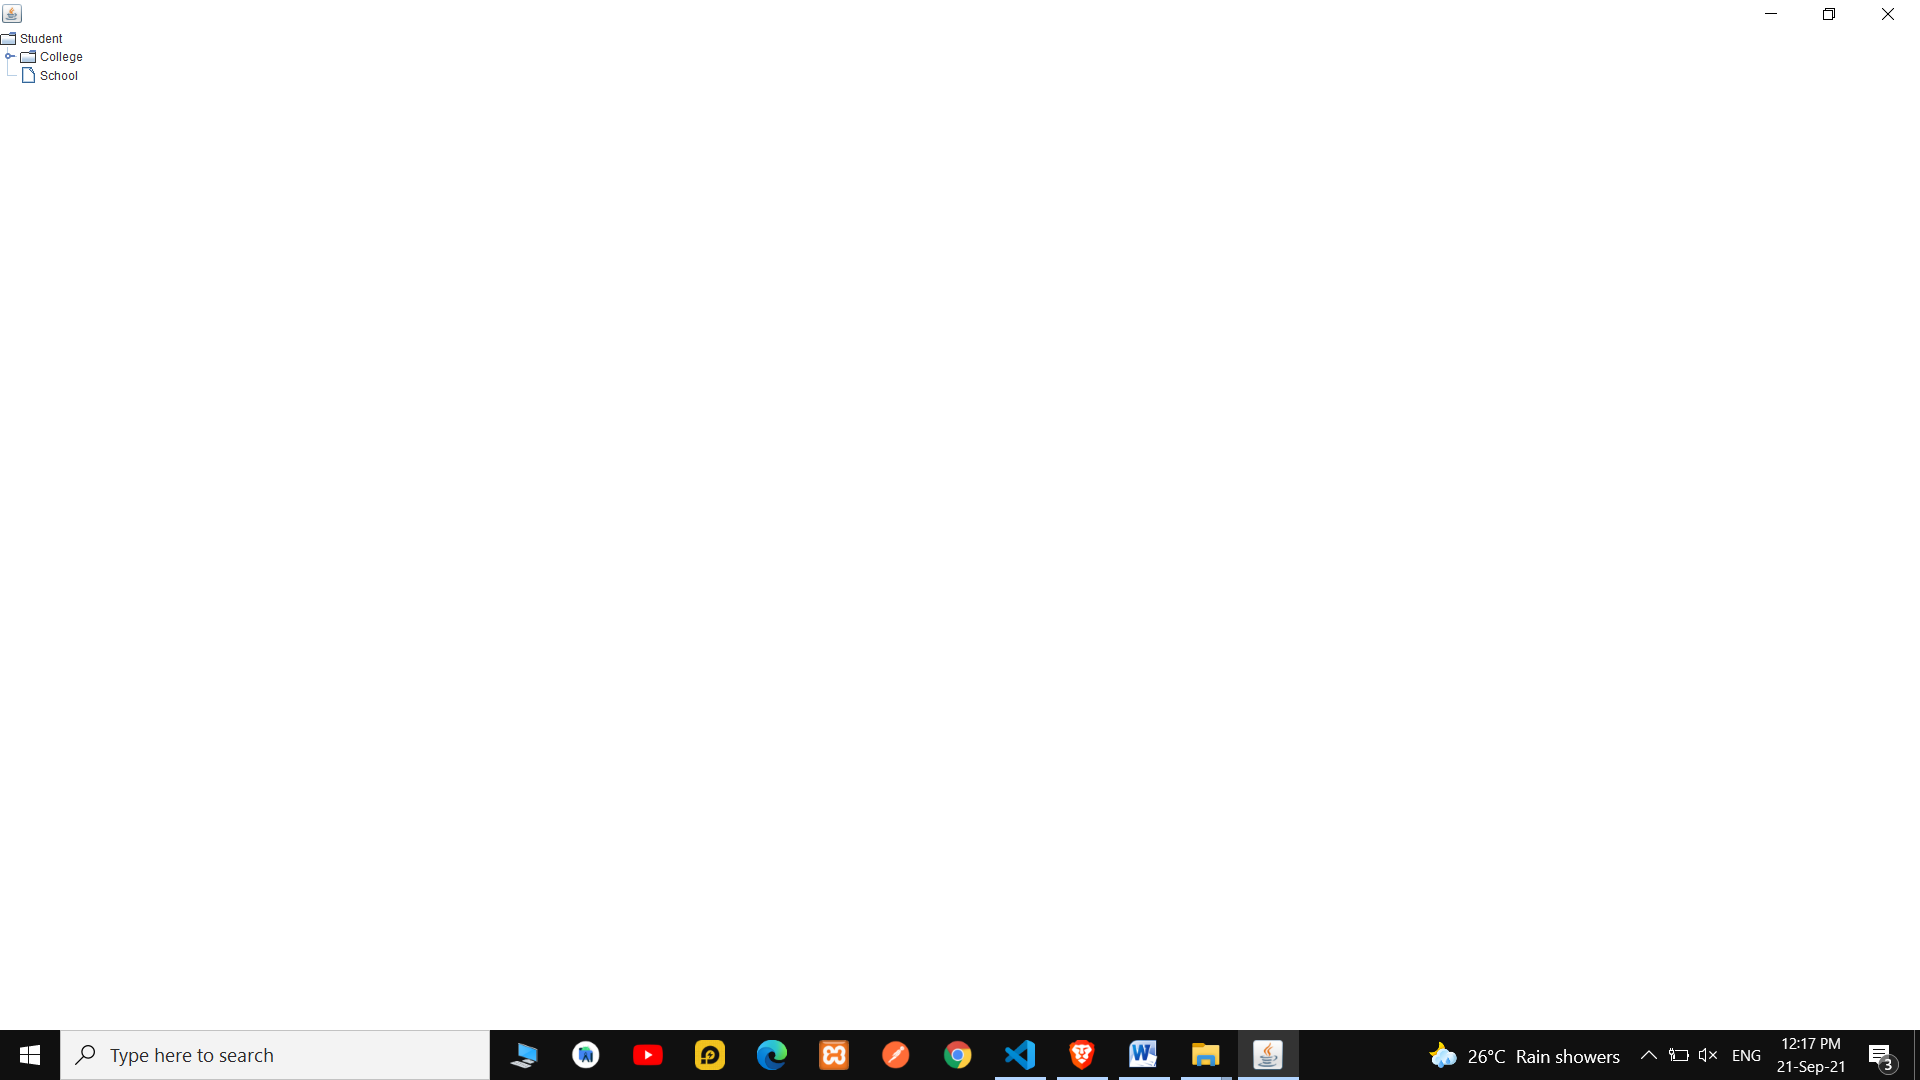 Student
College
School
Type here to search
26°C Rain showers
ENG
12:17 PM
21-Sep-21
3